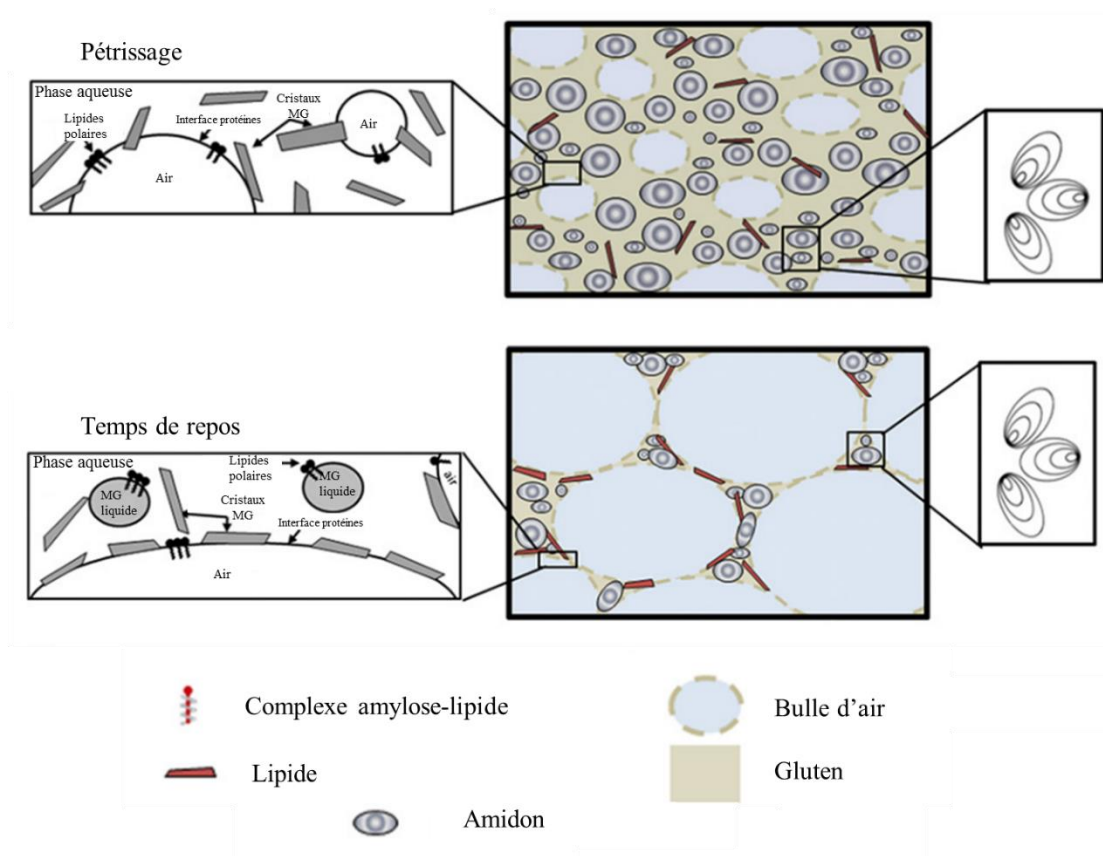 Pétrissage
Phase aqueuse
Lipides
polaires
Interface protéines
Cristaux
MG
Air
Air
Temps de repos
Phase aqueuse
MG
liquide
Lipides
polaires
MG
liquide
air
Cristaux
MG
Interface protéines
Air
Complexe amylose-lipide
Bulle d’air
Lipide
Gluten
Amidon